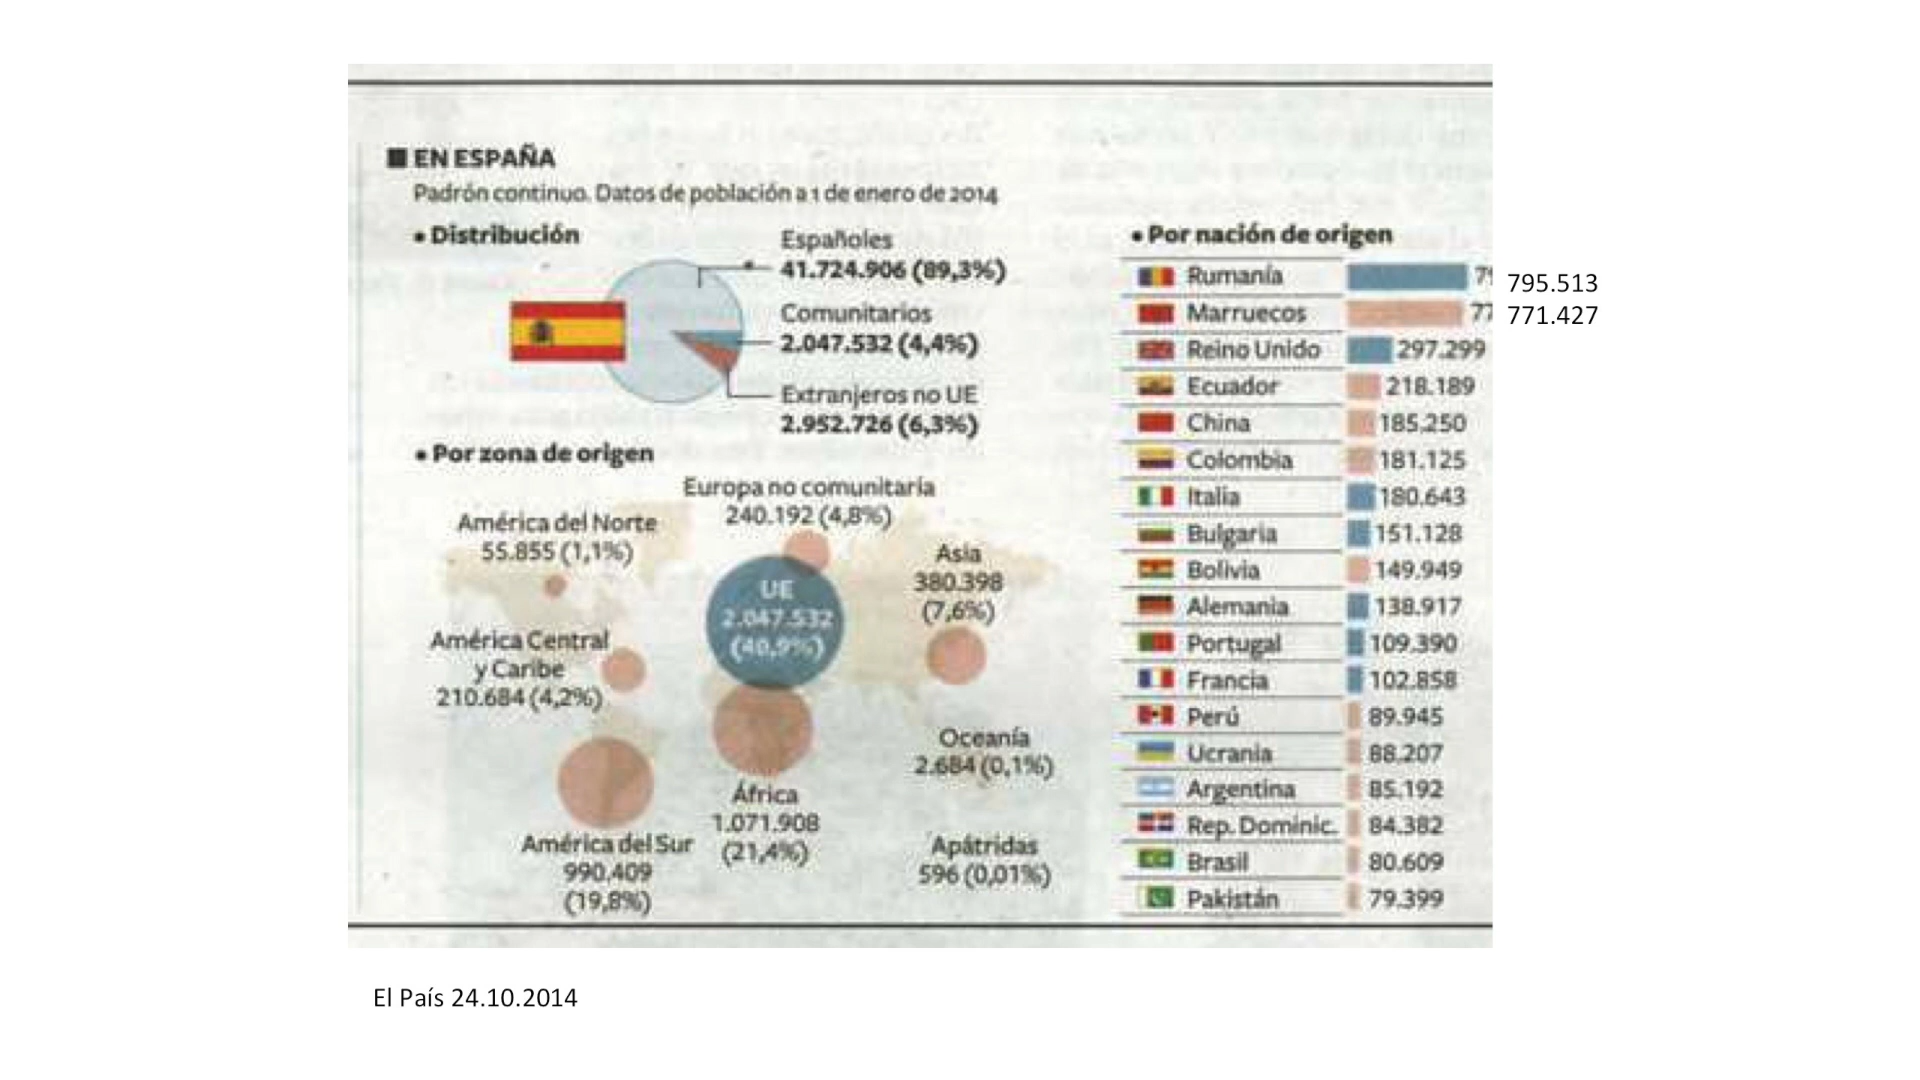 EN ESPAÑA
Padrón continuo. Datos de población a 1 de enero de 2014
• Distribución
Españoles
41.724.906 (89,3%)
Comunitarios
2.047.532 (4,4%)
Extranjeros no UE
2.952.726 (6,3%)
• Por zona de origen
Europa no comunitaria
240.192 (4,8%)
América del Norte
55.855 (1,1%)
Asia
380.398
(7,6%)
UE
2.047.532
(40,9%)
América Central
y Caribe
210.684 (4,2%)
Oceanía
2.684 (0,1%)
África
1.071.908
(21,4%)
América del Sur
990.409
(19,8%)
Apátridas
596 (0,01%)
• Por nación de origen
Rumanía 79 795.513
Marruecos 77 771.427
Reino Unido 297.299
Ecuador 218.189
China 185.250
Colombia 181.125
Italia 180.643
Bulgaria 151.128
Bolivia 149.949
Alemania 138.917
Portugal 109.390
Francia 102.858
Perú 89.945
Ucrania 88.207
Argentina 85.192
Rep. Dominic. 84.382
Brasil 80.609
Pakistán 79.399
El País 24.10.2014